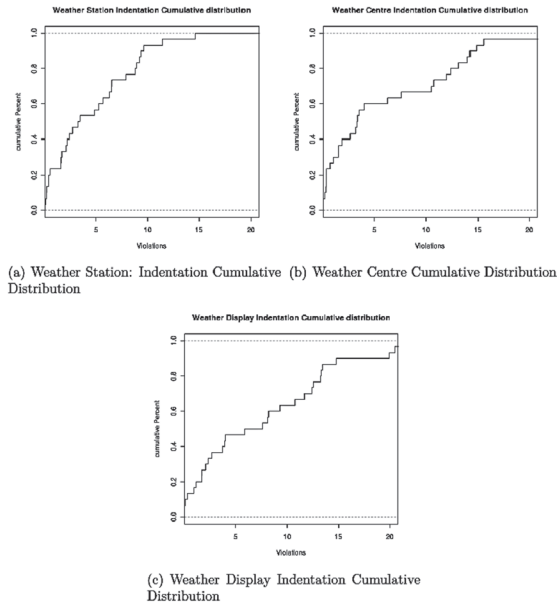 Weather Station Indentation Cumulative distribution
cumulative Percent
1.0
0.8
0.6
0.4
0.2
0.0
5 10 15 20
Violations
(a) Weather Station: Indentation Cumulative
Distribution
Weather Centre Indentation Cumulative distribution
cumulative Percent
1.0
0.8
0.6
0.4
0.2
0.0
5 10 15 20
Violations
(b) Weather Centre Cumulative Distribution
Weather Display Indentation Cumulative distribution
cumulative Percent
1.0
0.8
0.6
0.4
0.2
0.0
5 10 15 20
Violations
(c) Weather Display Indentation Cumulative
Distribution